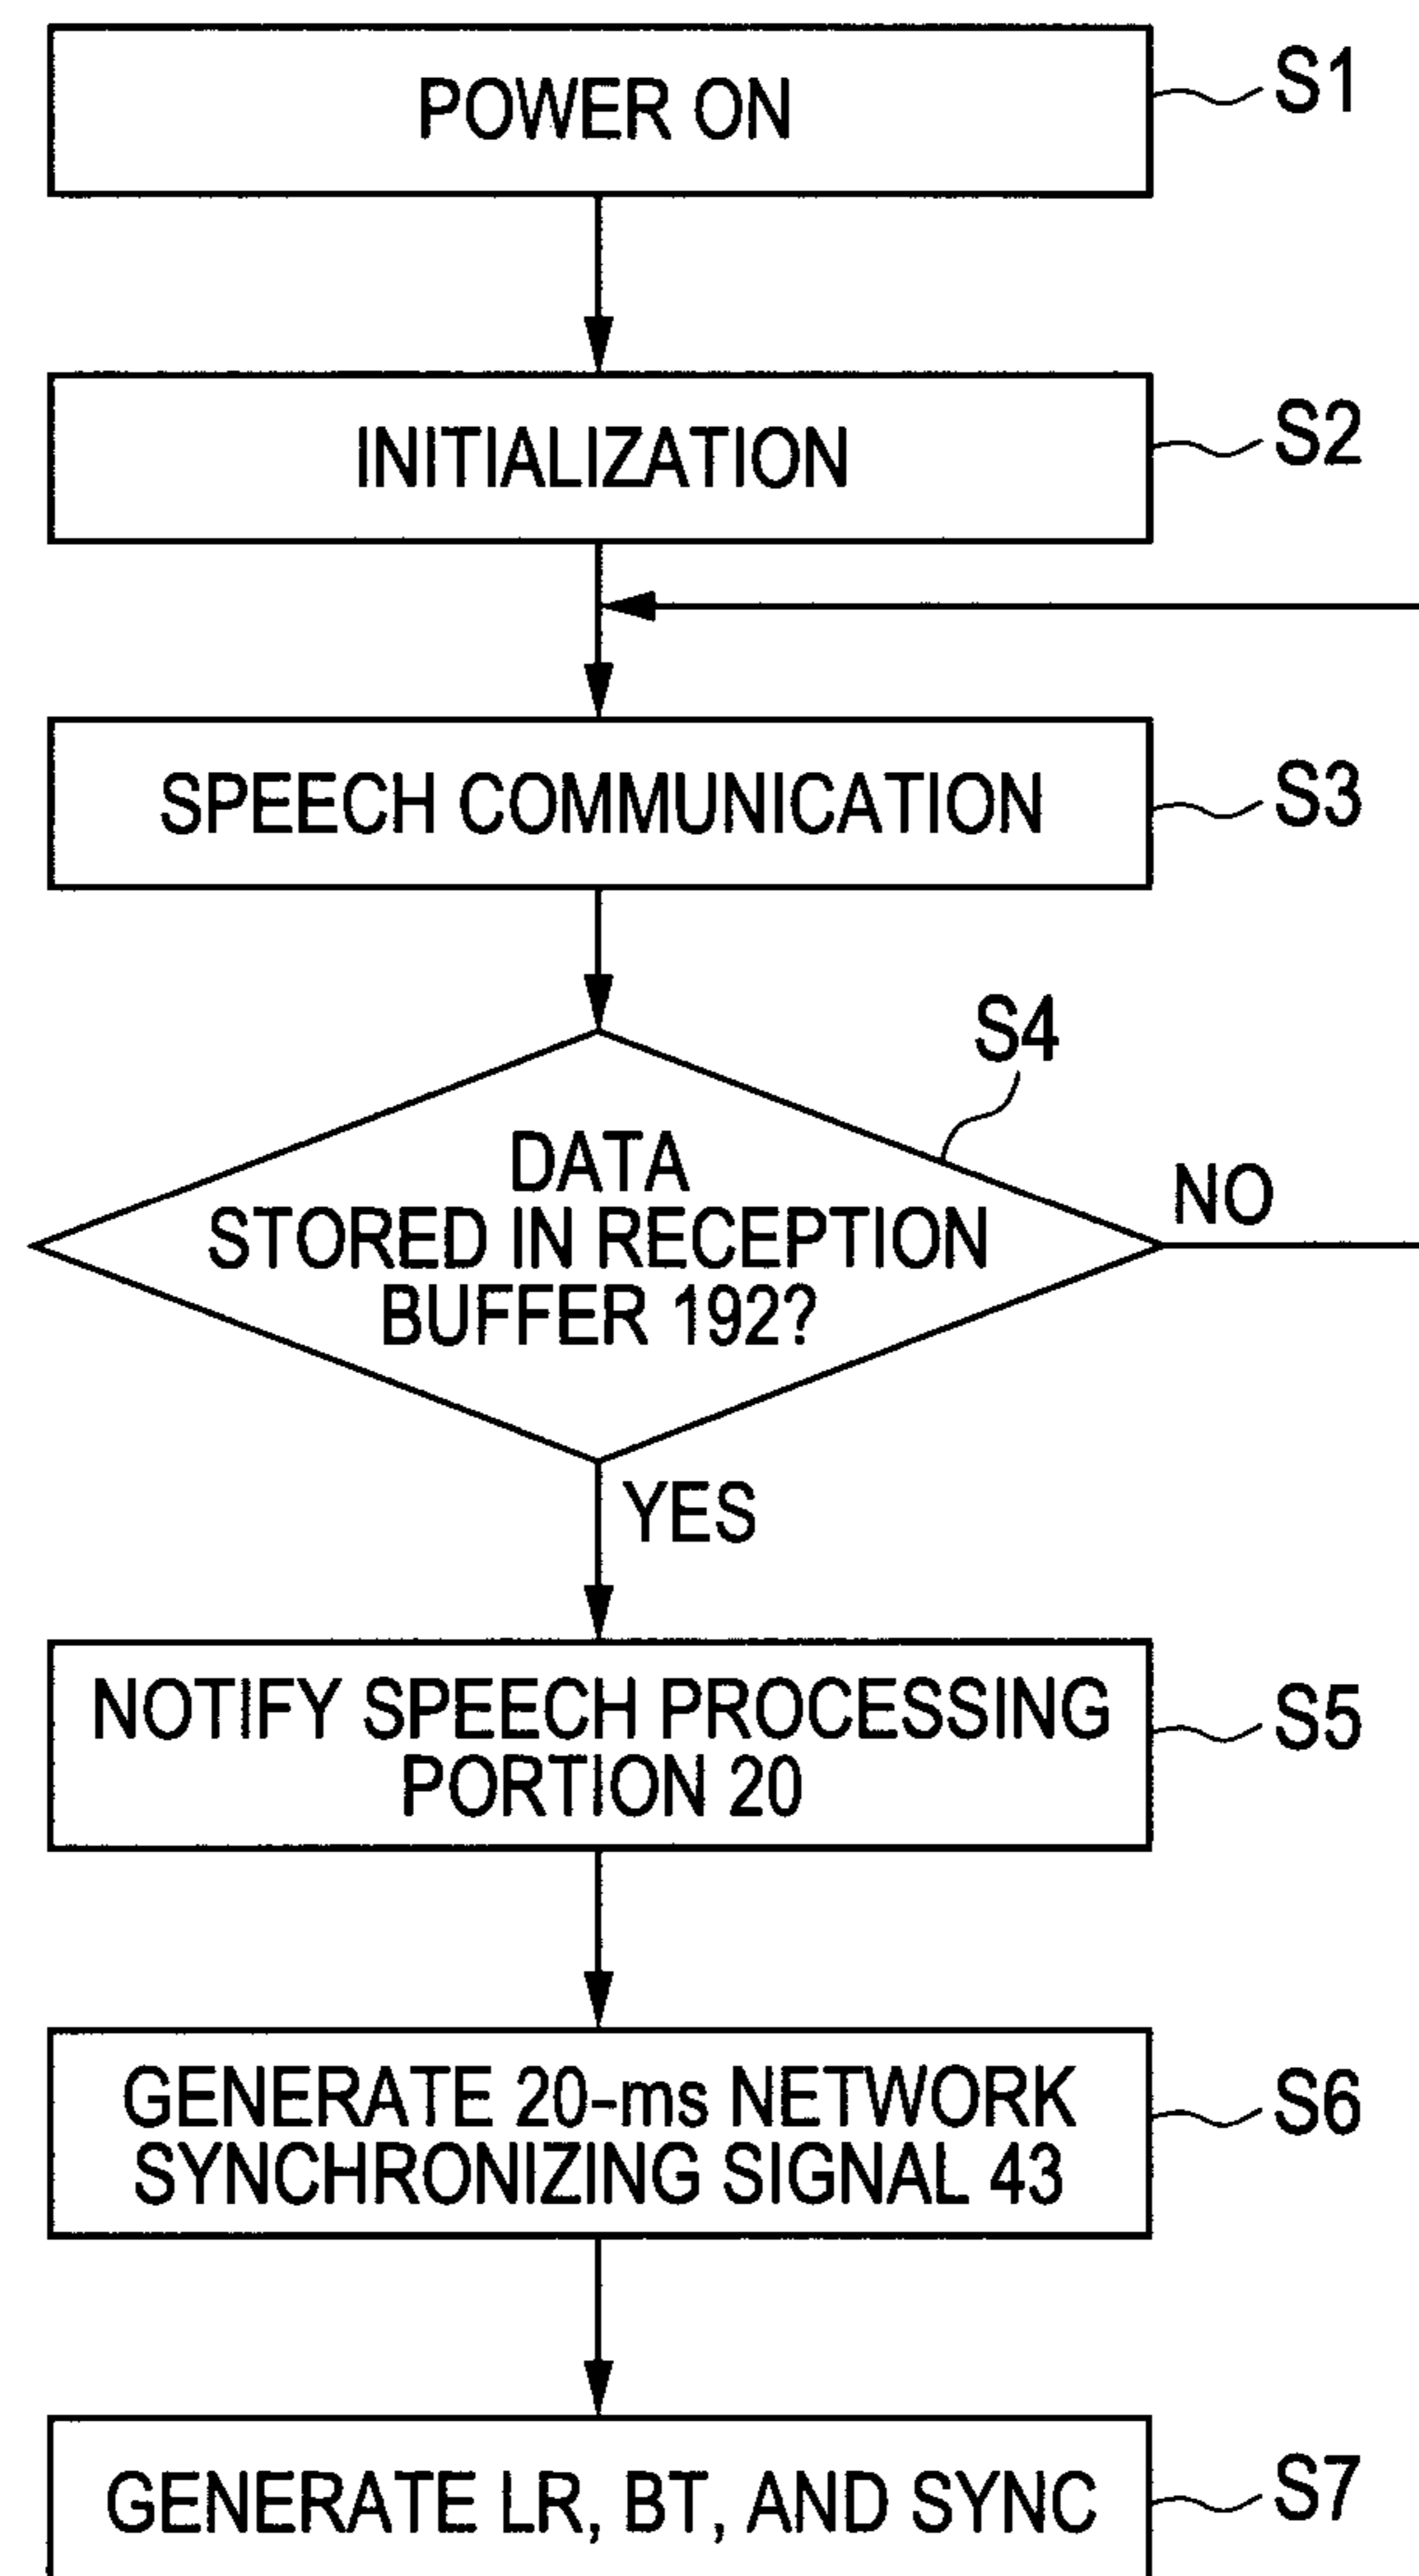 POWER ON
S1
INITIALIZATION
S2
SPEECH COMMUNICATION
S3
S4
DATA
STORED IN RECEPTION
BUFFER 192?
NO
YES
NOTIFY SPEECH PROCESSING
PORTION 20
S5
GENERATE 20-ms NETWORK
SYNCHRONIZING SIGNAL 43
S6
GENERATE LR, BT, AND SYNC
S7